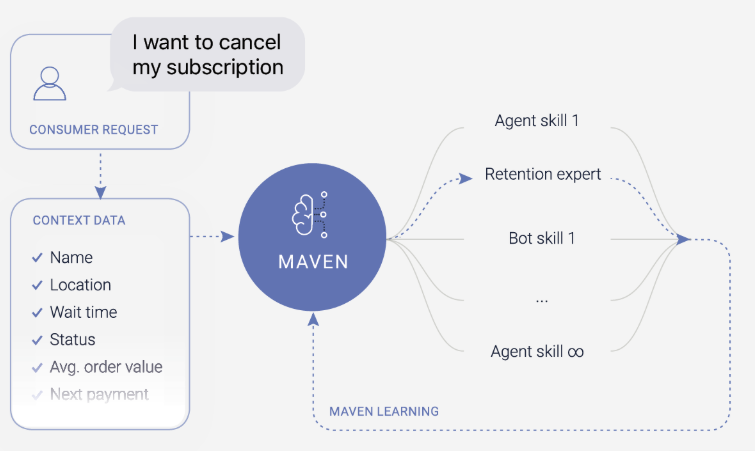 I want to cancel
my subscription
CONSUMER REQUEST
CONTEXT DATA
Name
Location
Wait time
Status
Avg. order value
Next payment
MAVEN
Agent skill 1
Retention expert
Bot skill 1
...
Agent skill ∞
MAVEN LEARNING